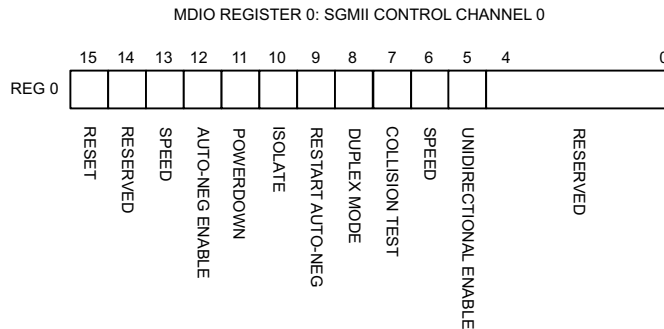 MDIO REGISTER 0: SGMII CONTROL CHANNEL 0
15 14 13 12 11 10 9 8 7 6 5 4 0
REG 0
RESET
RESERVED
SPEED
AUTO-NEG ENABLE
POWERDOWN
ISOLATE
RESTART AUTO-NEG
DUPLEX MODE
COLLISION TEST
SPEED
UNIDIRECTIONAL ENABLE
RESERVED